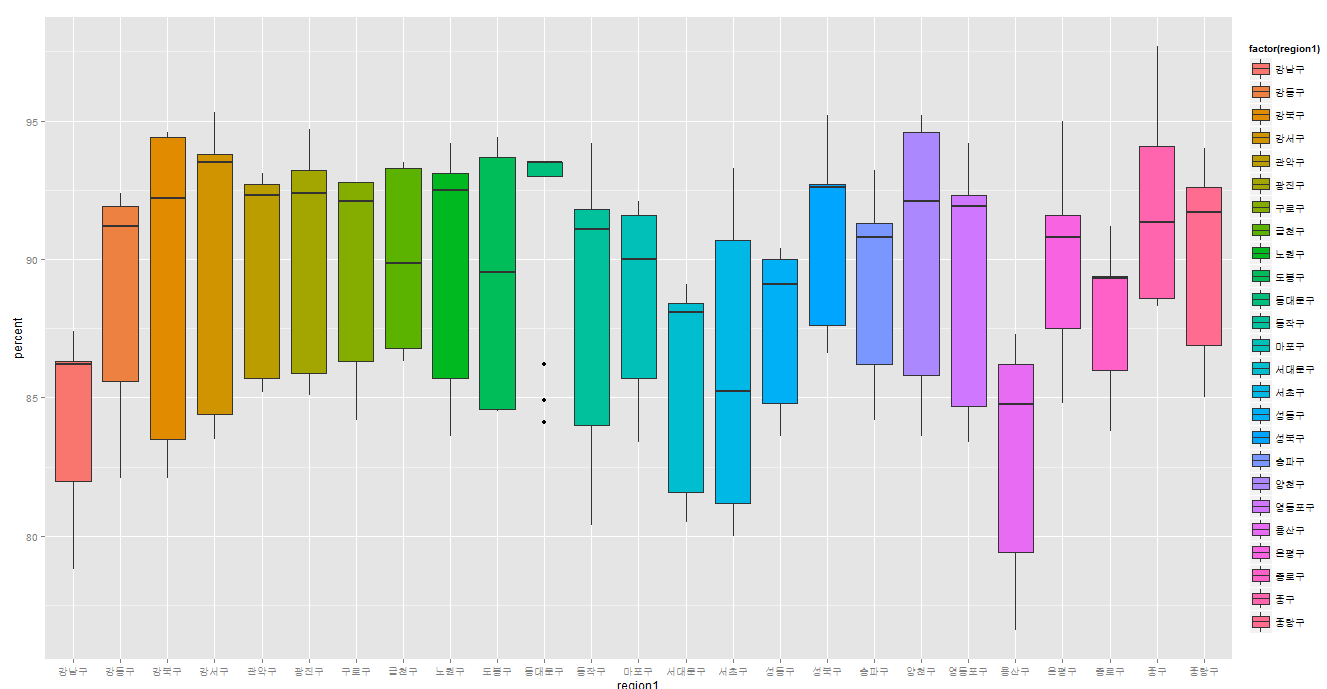 factor(region1)
강남구
강동구
강북구
강서구
관악구
광진구
구로구
금천구
노원구
도봉구
동대문구
동작구
마포구
서대문구
서초구
성동구
성북구
송파구
양천구
영등포구
용산구
은평구
종로구
중구
중랑구
percent
95
90
85
80
강남구 강동구 강북구 강서구 관악구 광진구 구로구 금천구 노원구 도봉구 동대문구 동작구 마포구 서대문구 서초구 성동구 성북구 송파구 양천구 영등포구 용산구 은평구 종로구 중구 중랑구
region1